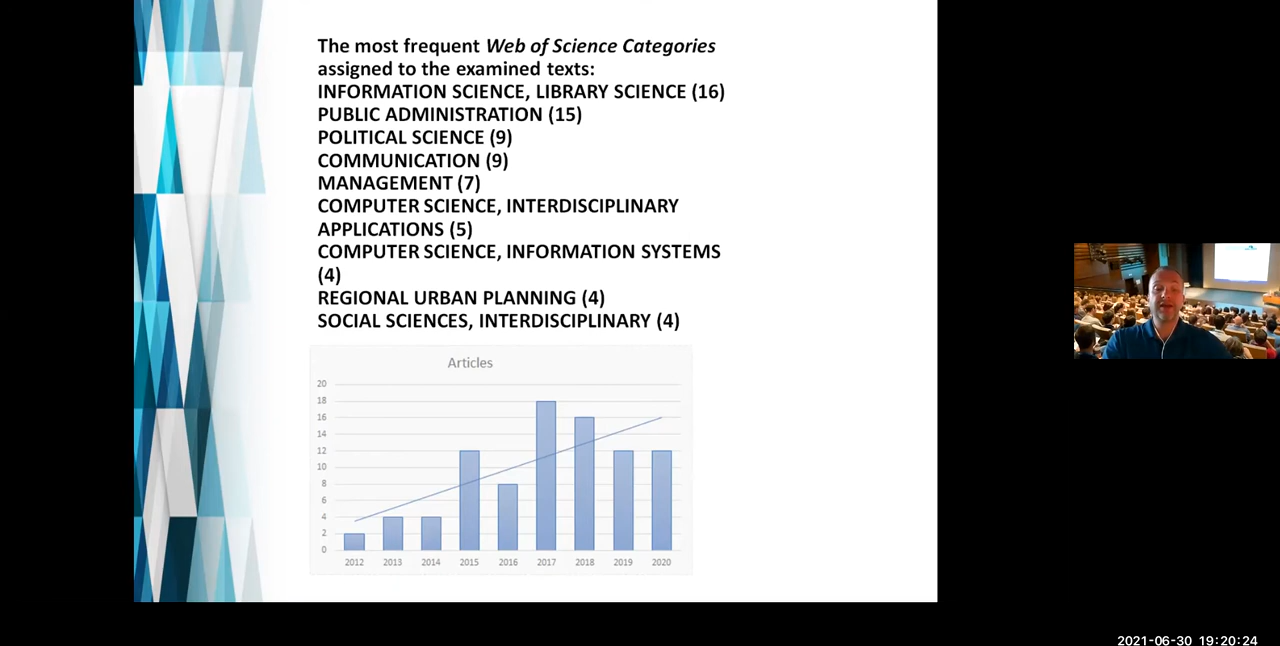 The most frequent Web of Science Categories
assigned to the examined texts:
INFORMATION SCIENCE, LIBRARY SCIENCE (16)
PUBLIC ADMINISTRATION (15)
POLITICAL SCIENCE (9)
COMMUNICATION (9)
MANAGEMENT (7)
COMPUTER SCIENCE, INTERDISCIPLINARY
APPLICATIONS (5)
COMPUTER SCIENCE, INFORMATION SYSTEMS
(4)
REGIONAL URBAN PLANNING (4)
SOCIAL SCIENCES, INTERDISCIPLINARY (4)
Articles
20
18
16
14
12
10
8
6
4
2
0
2012 2013 2014 2015 2016 2017 2018 2019 2020
2021-06-30 19:20:24